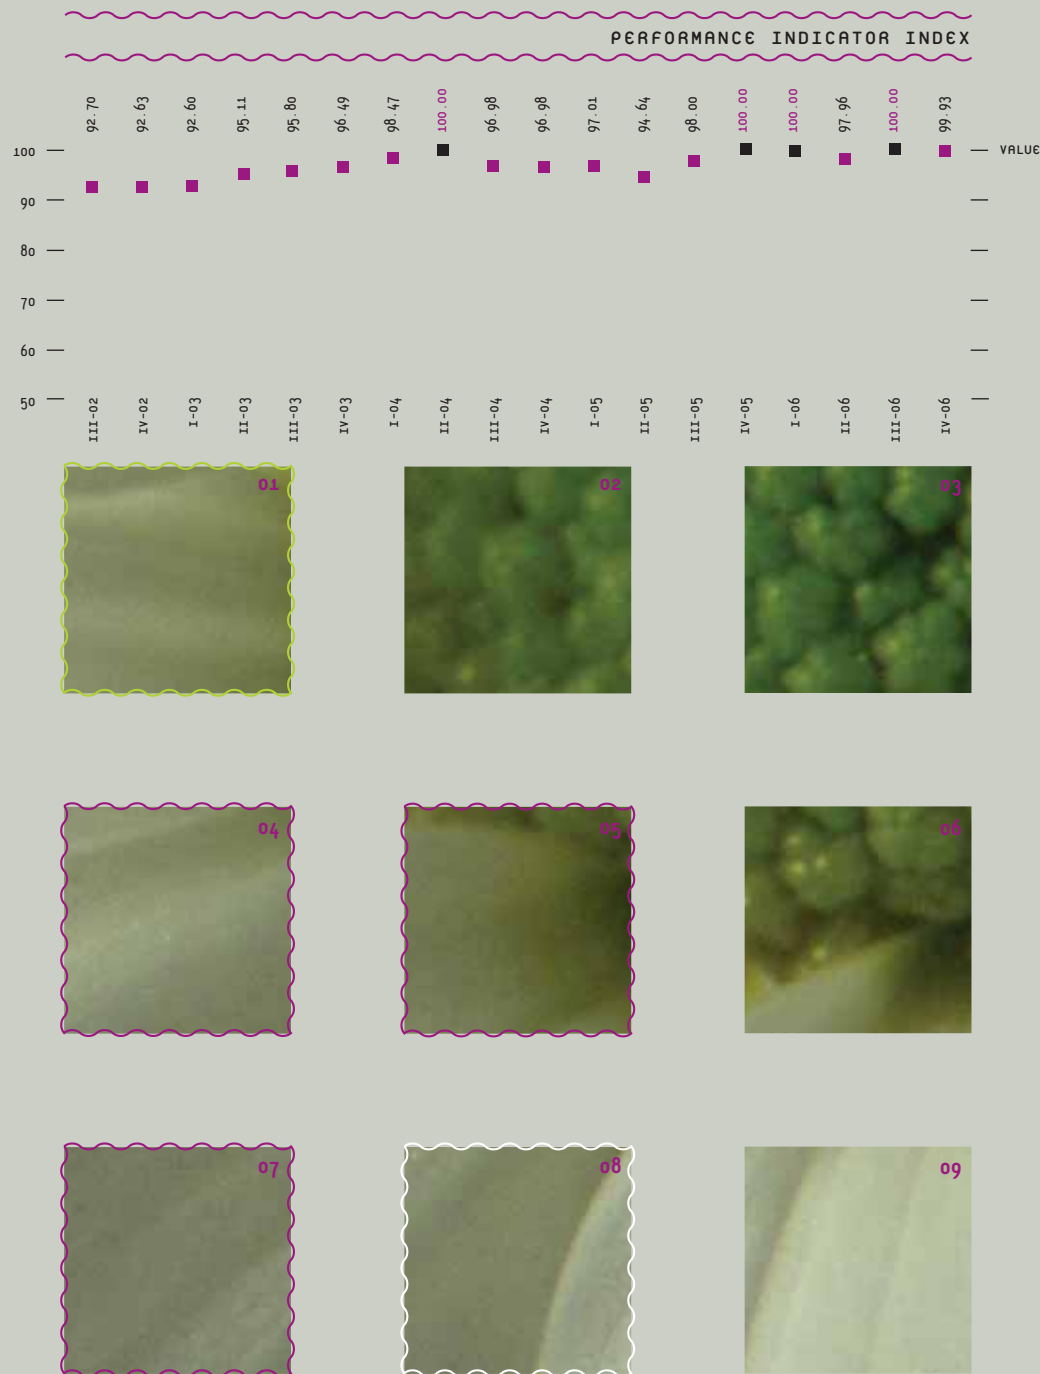 PERFORMANCE INDICATOR INDEX
92.70 92.63 92.60 95.11 95.80 96.49 98.47 100.00 96.98 96.98 97.01 94.64 98.00 100.00 100.00 97.96 100.00 99.93
100 VALUE
90
80
70
60
50
III-02 IV-02 I-03 II-03 III-03 IV-03 I-04 II-04 III-04 IV-04 I-05 II-05 III-05 IV-05 I-06 II-06 III-06 IV-06
01 02 03
04 05 06
07 08 09